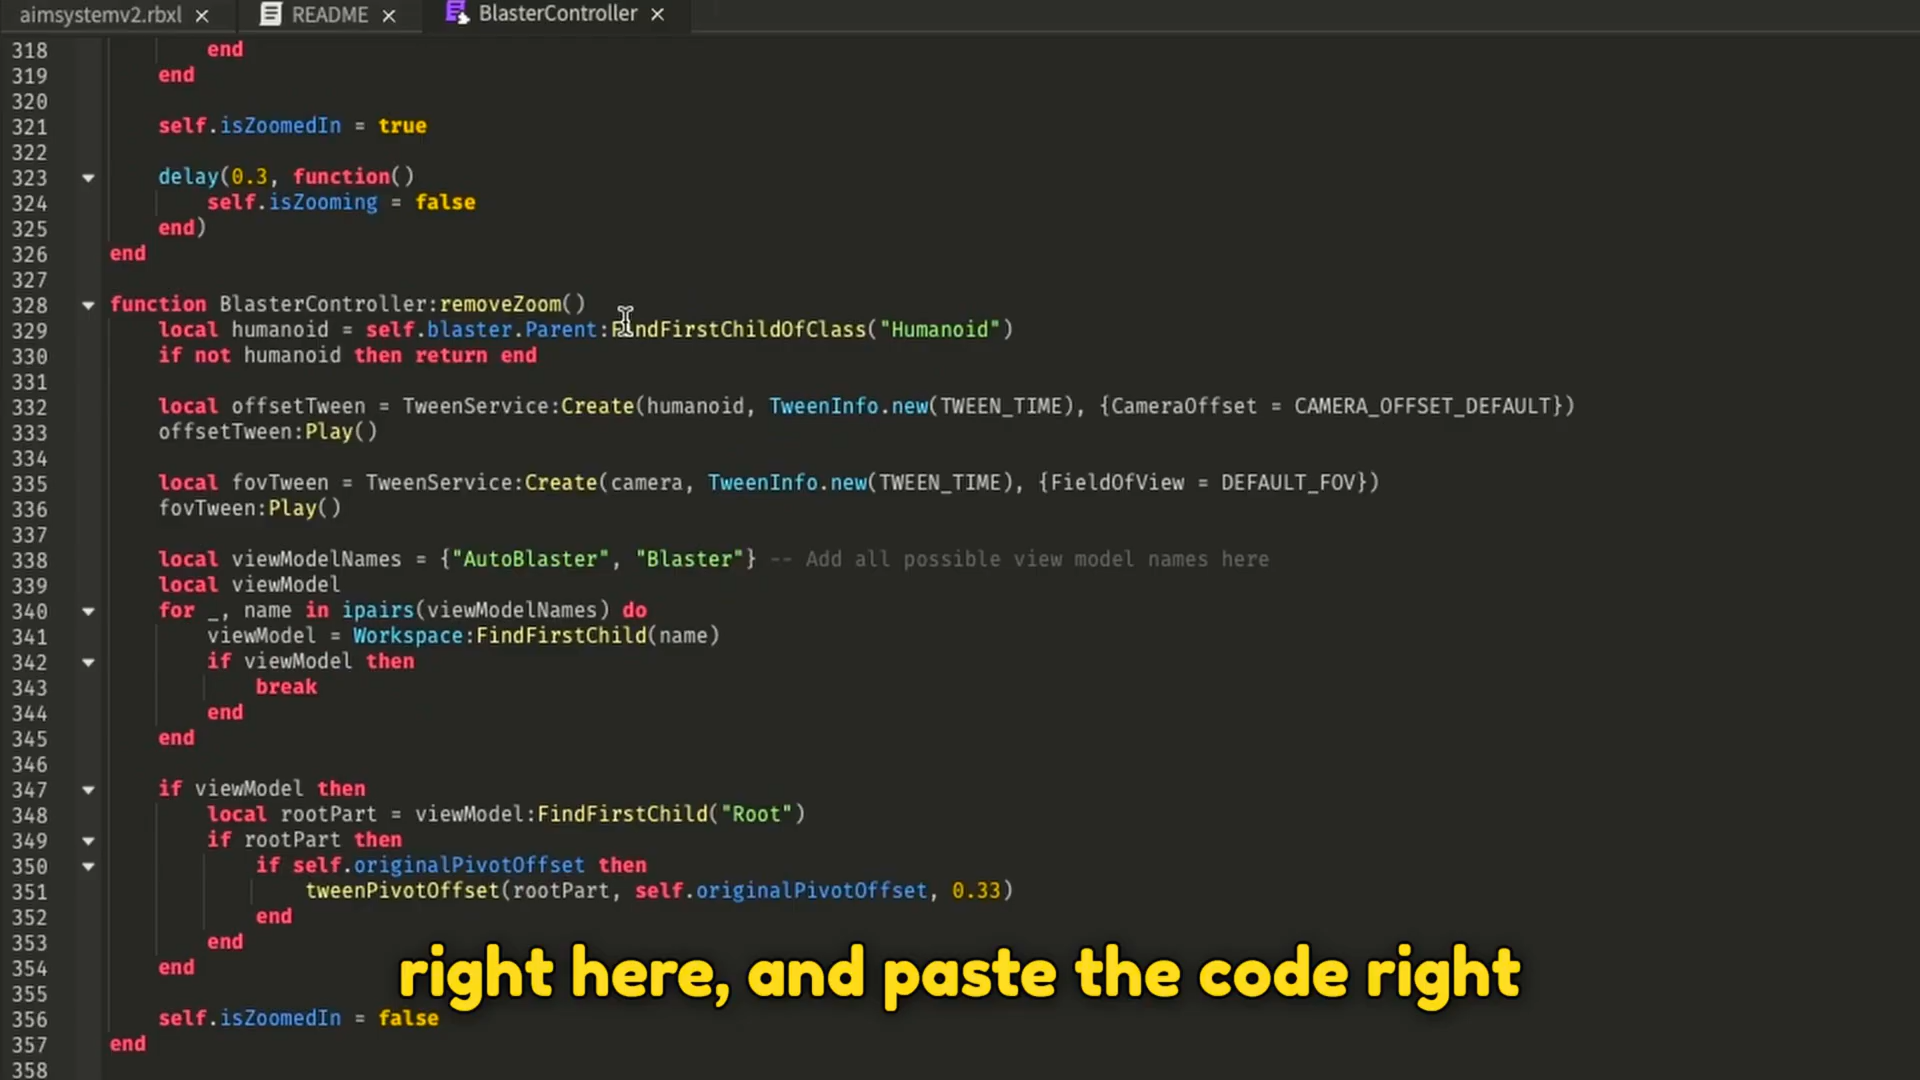 aimsystemv2.rbxl × README × BlasterController ×
318 end
319 end
320
321 self.isZoomedIn = true
322
323 delay(0.3, function()
324 self.isZooming = false
325 end)
326 end
327
328 function BlasterController:removeZoom()
329 local humanoid = self.blaster.Parent:FindFirstChildOfClass("Humanoid")
330 if not humanoid then return end
331
332 local offsetTween = TweenService:Create(humanoid, TweenInfo.new(TWEEN_TIME), {CameraOffset = CAMERA_OFFSET_DEFAULT})
333 offsetTween:Play()
334
335 local fovTween = TweenService:Create(camera, TweenInfo.new(TWEEN_TIME), {FieldOfView = DEFAULT_FOV})
336 fovTween:Play()
337
338 local viewModelNames = {"AutoBlaster", "Blaster"} -- Add all possible view model names here
339 local viewModel
340 for _, name in ipairs(viewModelNames) do
341 viewModel = Workspace:FindFirstChild(name)
342 if viewModel then
343 break
344 end
345 end
346
347 if viewModel then
348 local rootPart = viewModel:FindFirstChild("Root")
349 if rootPart then
350 if self.originalPivotOffset then
351 tweenPivotOffset(rootPart, self.originalPivotOffset, 0.33)
352 end
353 end
354 end
right here, and paste the code right
355
356 self.isZoomedIn = false
357 end
358